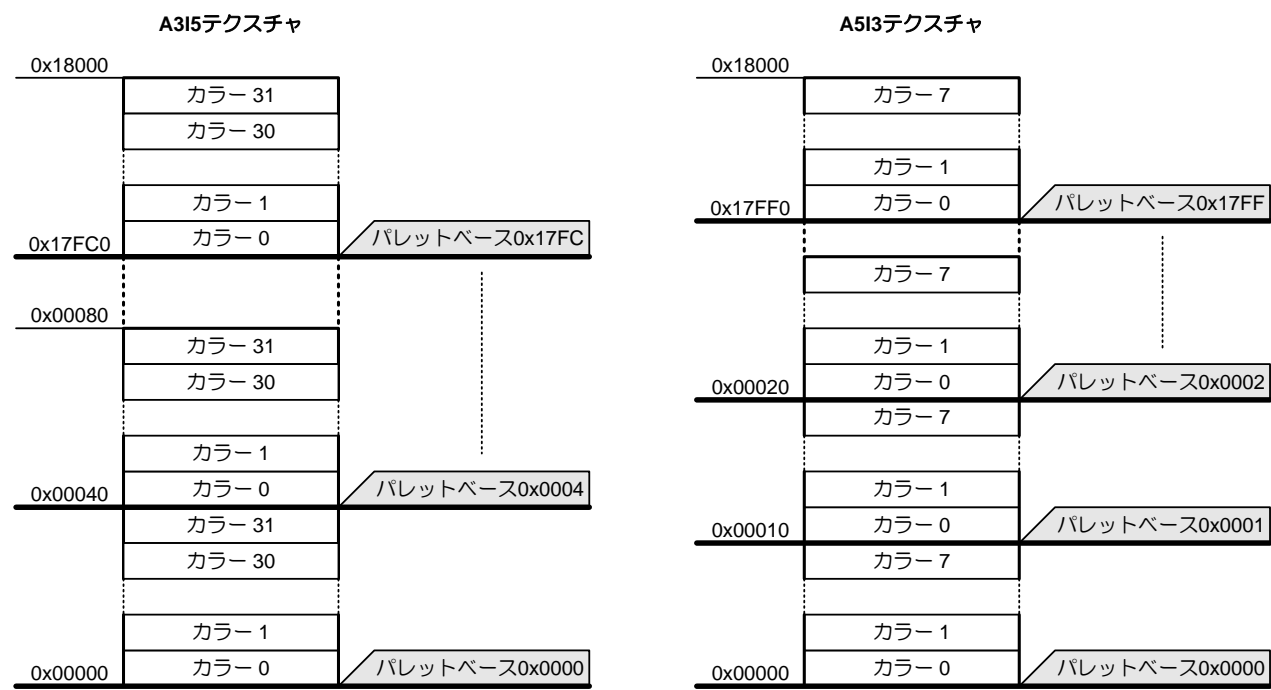 A3I5テクスチャ
0x18000
カラー 31
カラー 30
カラー 1
カラー 0
0x17FC0
パレットベース0x17FC
0x00080
カラー 31
カラー 30
カラー 1
カラー 0
0x00040
パレットベース0x0004
カラー 31
カラー 30
カラー 1
カラー 0
0x00000
パレットベース0x0000
A5I3テクスチャ
0x18000
カラー 7
カラー 1
カラー 0
0x17FF0
パレットベース0x17FF
カラー 7
カラー 1
カラー 0
0x00020
パレットベース0x0002
カラー 7
カラー 1
カラー 0
0x00010
パレットベース0x0001
カラー 7
カラー 1
カラー 0
0x00000
パレットベース0x0000